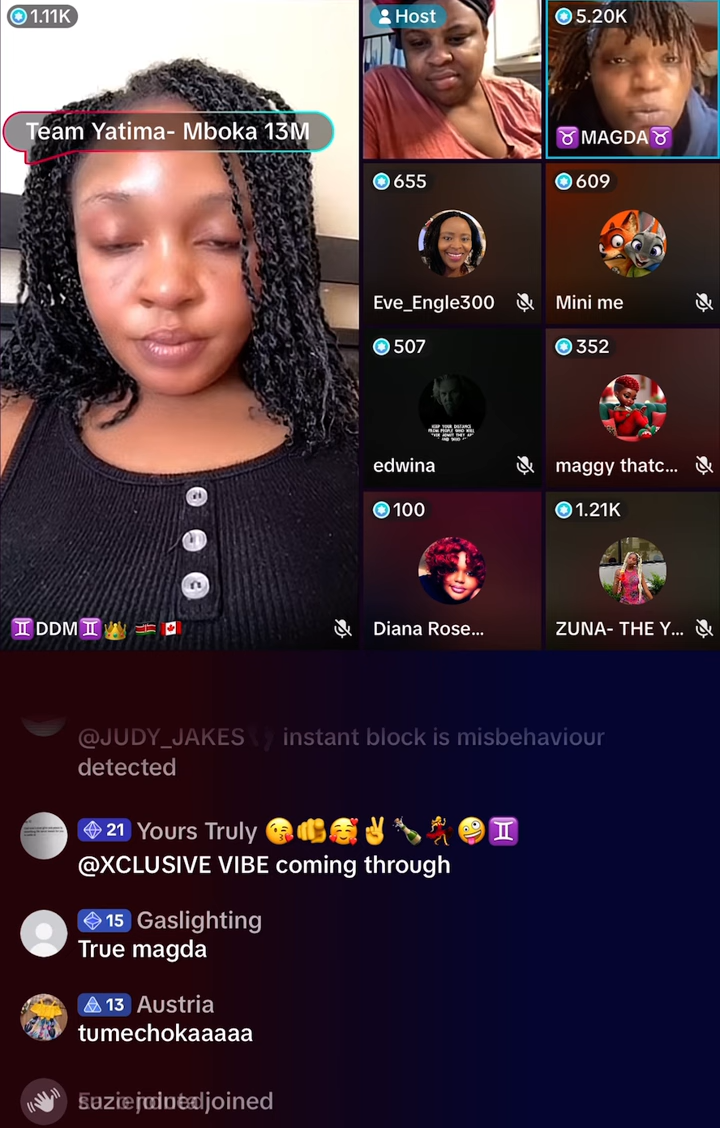 1.11K
Host
5.20K
Team Yatima- Mboka 13M
♉MAGDA♉
655
609
Eve_Engle300
Mini me
507
352
edwina
maggy thatc...
100
1.21K
♊DDM♊👑 🇰🇪🇨🇦
Diana Rose...
ZUNA- THE Y...
@JUDY_JAKES instant block is misbehaviour
detected
21 Yours Truly 😘🫵🥰✌️🍾💃🤪♊
@XCLUSIVE VIBE coming through
15 Gaslighting
True magda
13 Austria
tumechokaaaaa
joined